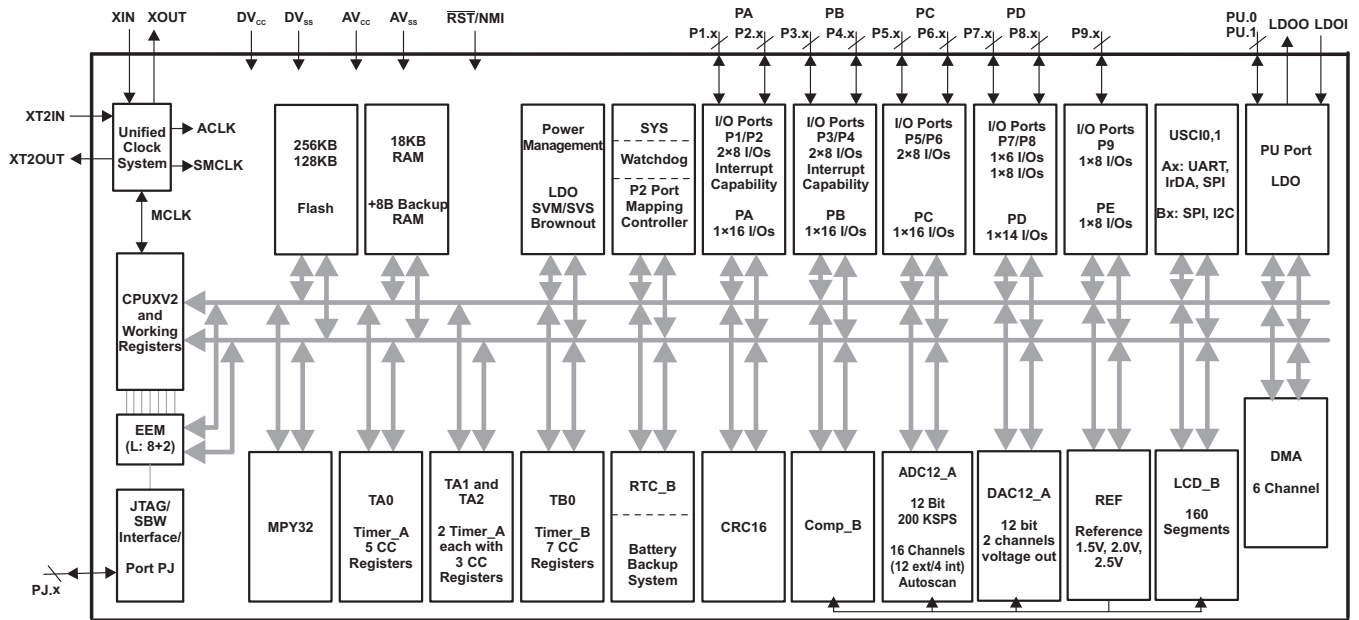 XIN XOUT DVCC DVSS AVCC AVSS RST/NMI PA PB PC PD PU.0 LDOO LDOI
P1.x P2.x P3.x P4.x P5.x P6.x P7.x P8.x P9.x PU.1
XT2IN
XT2OUT
Unified
Clock
System
ACLK
SMCLK
MCLK
256KB
128KB
Flash
18KB
RAM
+8B Backup
RAM
Power
Management
LDO
SVM/SVS
Brownout
SYS
Watchdog
P2 Port
Mapping
Controller
I/O Ports
P1/P2
2×8 I/Os
Interrupt
Capability
PA
1×16 I/Os
I/O Ports
P3/P4
2×8 I/Os
Interrupt
Capability
PB
1×16 I/Os
I/O Ports
P5/P6
2×8 I/Os
PC
1×16 I/Os
I/O Ports
P7/P8
1×6 I/Os
1×8 I/Os
PD
1×14 I/Os
I/O Ports
P9
1×8 I/Os
PE
1×8 I/Os
USCI0,1
Ax: UART,
IrDA, SPI
Bx: SPI, I2C
PU Port
LDO
CPUXV2
and
Working
Registers
EEM
(L: 8+2)
JTAG/
SBW
Interface/
Port PJ
PJ.x
MPY32
TA0
Timer_A
5 CC
Registers
TA1 and
TA2
2 Timer_A
each with
3 CC
Registers
TB0
Timer_B
7 CC
Registers
RTC_B
Battery
Backup
System
CRC16
Comp_B
ADC12_A
12 Bit
200 KSPS
16 Channels
(12 ext/4 int)
Autoscan
DAC12_A
12 bit
2 channels
voltage out
REF
Reference
1.5V, 2.0V,
2.5V
LCD_B
160
Segments
DMA
6 Channel